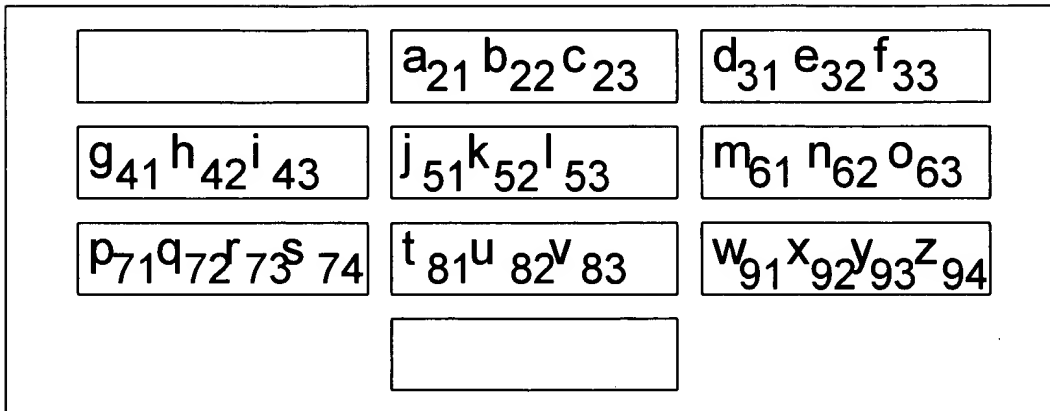 a₂₁ b₂₂ c₂₃ d₃₁ e₃₂ f₃₃
g₄₁ h₄₂ i₄₃ j₅₁ k₅₂ l₅₃ m₆₁ n₆₂ o₆₃
p₇₁ q₇₂ r₇₃ s₇₄ t₈₁ u₈₂ v₈₃ w₉₁ x₉₂ y₉₃ z₉₄